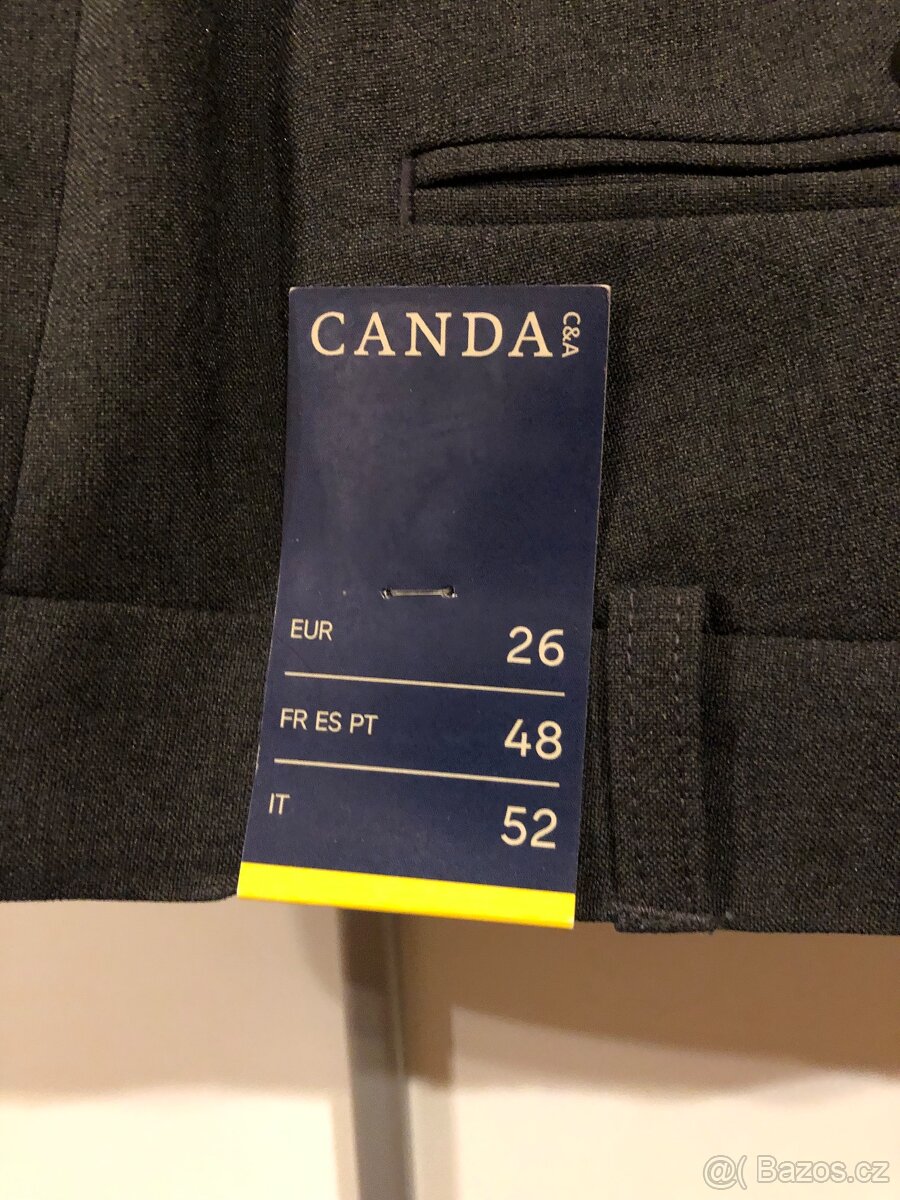 CANDA C&A
EUR 26
FR ES PT 48
IT 52
@( Bazos.cz